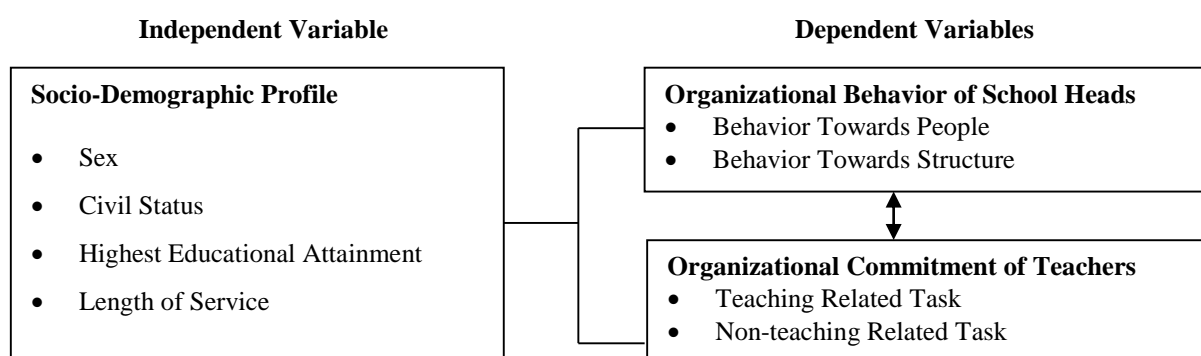 Independent Variable
Dependent Variables
Socio-Demographic Profile
• Sex
• Civil Status
• Highest Educational Attainment
• Length of Service
Organizational Behavior of School Heads
• Behavior Towards People
• Behavior Towards Structure
Organizational Commitment of Teachers
• Teaching Related Task
• Non-teaching Related Task